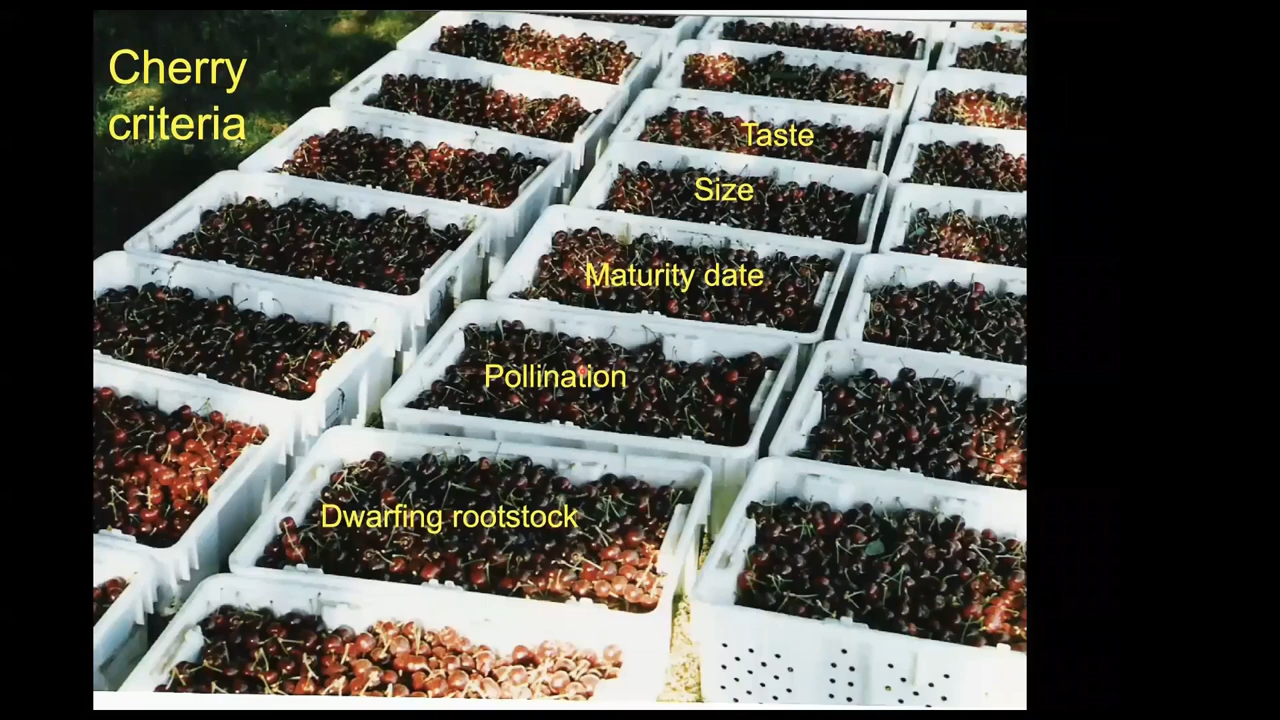 Cherry
criteria
Taste
Size
Maturity date
Pollination
Dwarfing rootstock